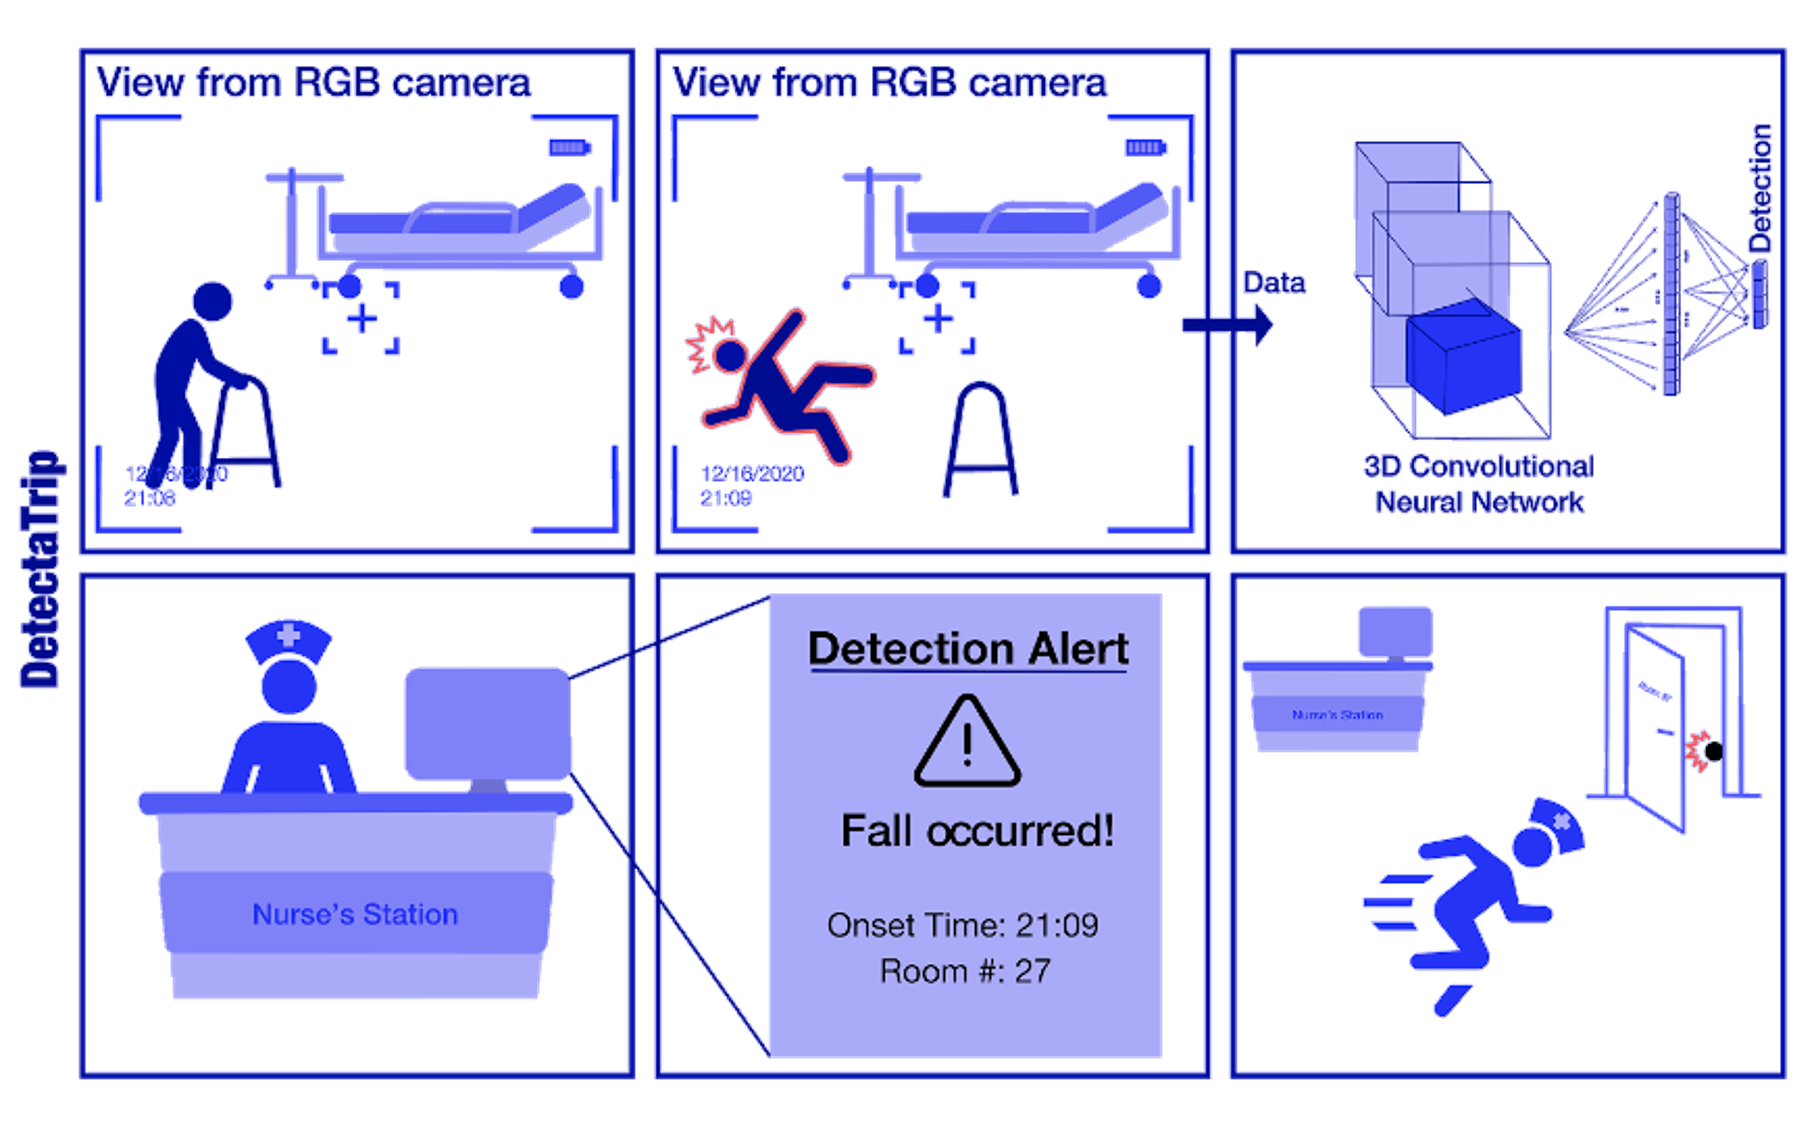 DetectaTrip
View from RGB camera
12/16/2020
21:08
View from RGB camera
12/16/2020
21:09
Data
Detection
3D Convolutional
Neural Network
Nurse's Station
Detection Alert
!
Fall occurred!
Onset Time: 21:09
Room #: 27
Nurse's Station